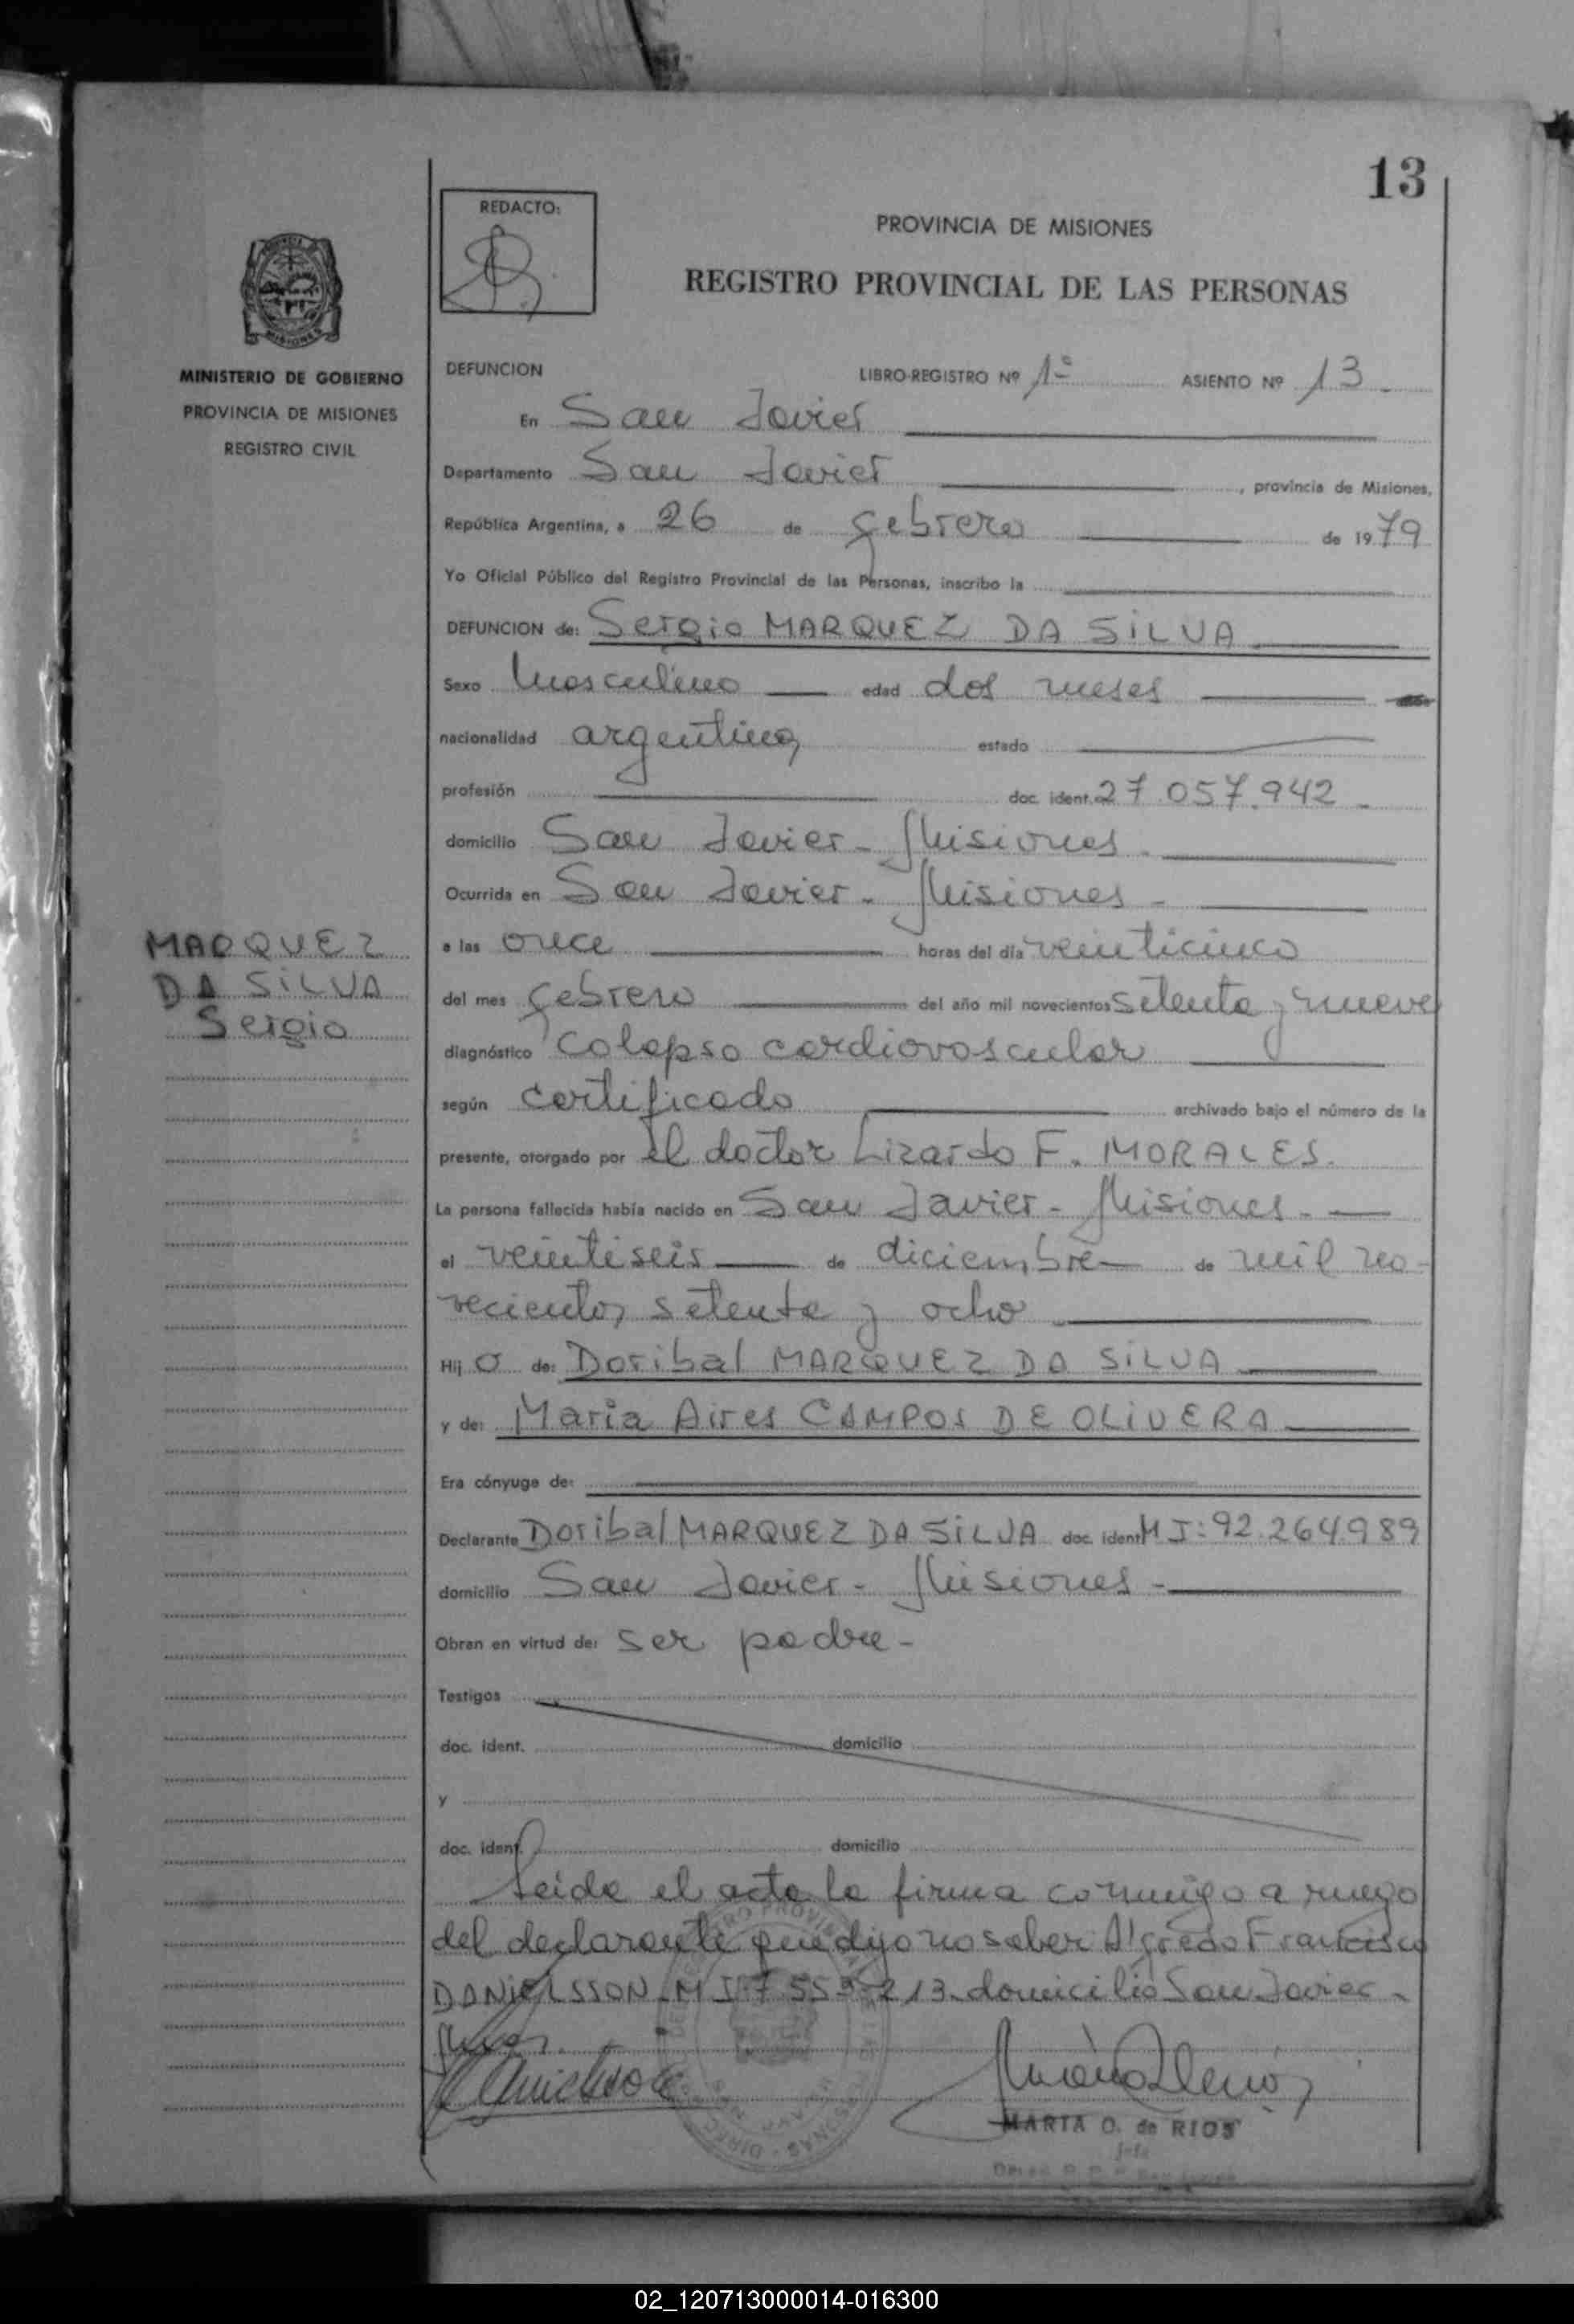 13
REDACTO:
PROVINCIA DE MISIONES
REGISTRO PROVINCIAL DE LAS PERSONAS
MISIONES
MINISTERIO DE GOBIERNO
PROVINCIA DE MISIONES
REGISTRO CIVIL
DEFUNCION LIBRO-REGISTRO Nº 1º ASIENTO Nº 13.
En San Javier
Departamento San Javier, provincia de Misiones,
República Argentina, a 26 de febrero de 1979
Yo Oficial Público del Registro Provincial de las Personas, inscribo la
DEFUNCION de: Sergio MARQUEZ DA SILVA
Sexo Masculino edad dos meses
nacionalidad argentina estado
profesión doc. ident. 27.057.942.
domicilio San Javier - Misiones.
Ocurrida en San Javier - Misiones -
MARQUEZ
DA SILVA
Sergio
a las once horas del día veinticinco
del mes febrero del año mil novecientos setenta y nueve
diagnóstico colapso cardiovascular
según certificado archivado bajo el número de la
presente, otorgado por el doctor Lizardo F. MORALES.
La persona fallecida había nacido en San Javier - Misiones.
el veintiseis de diciembre de mil no-
vecientos setenta y ocho
Hij o de: Doribal MARQUEZ DA SILVA
y de: Maria Aires CAMPOS DE OLIVERA
Era cónyuge de:
Declarante Doribal MARQUEZ DA SILVA doc. ident. M I: 92.264.989
domicilio San Javier - Misiones -
Obran en virtud de: ser padre -
Testigos
doc. ident. domicilio
y
doc. ident. domicilio
Leida el acta la firma conmigo a ruego
del declarante que dijo no saber Alfredo Francisco
DANIELSSON - M I: 7.553.213 - domicilio San Javier -
Mnes.
MARIA O. de RIOS
Jefe
02_120713000014-016300